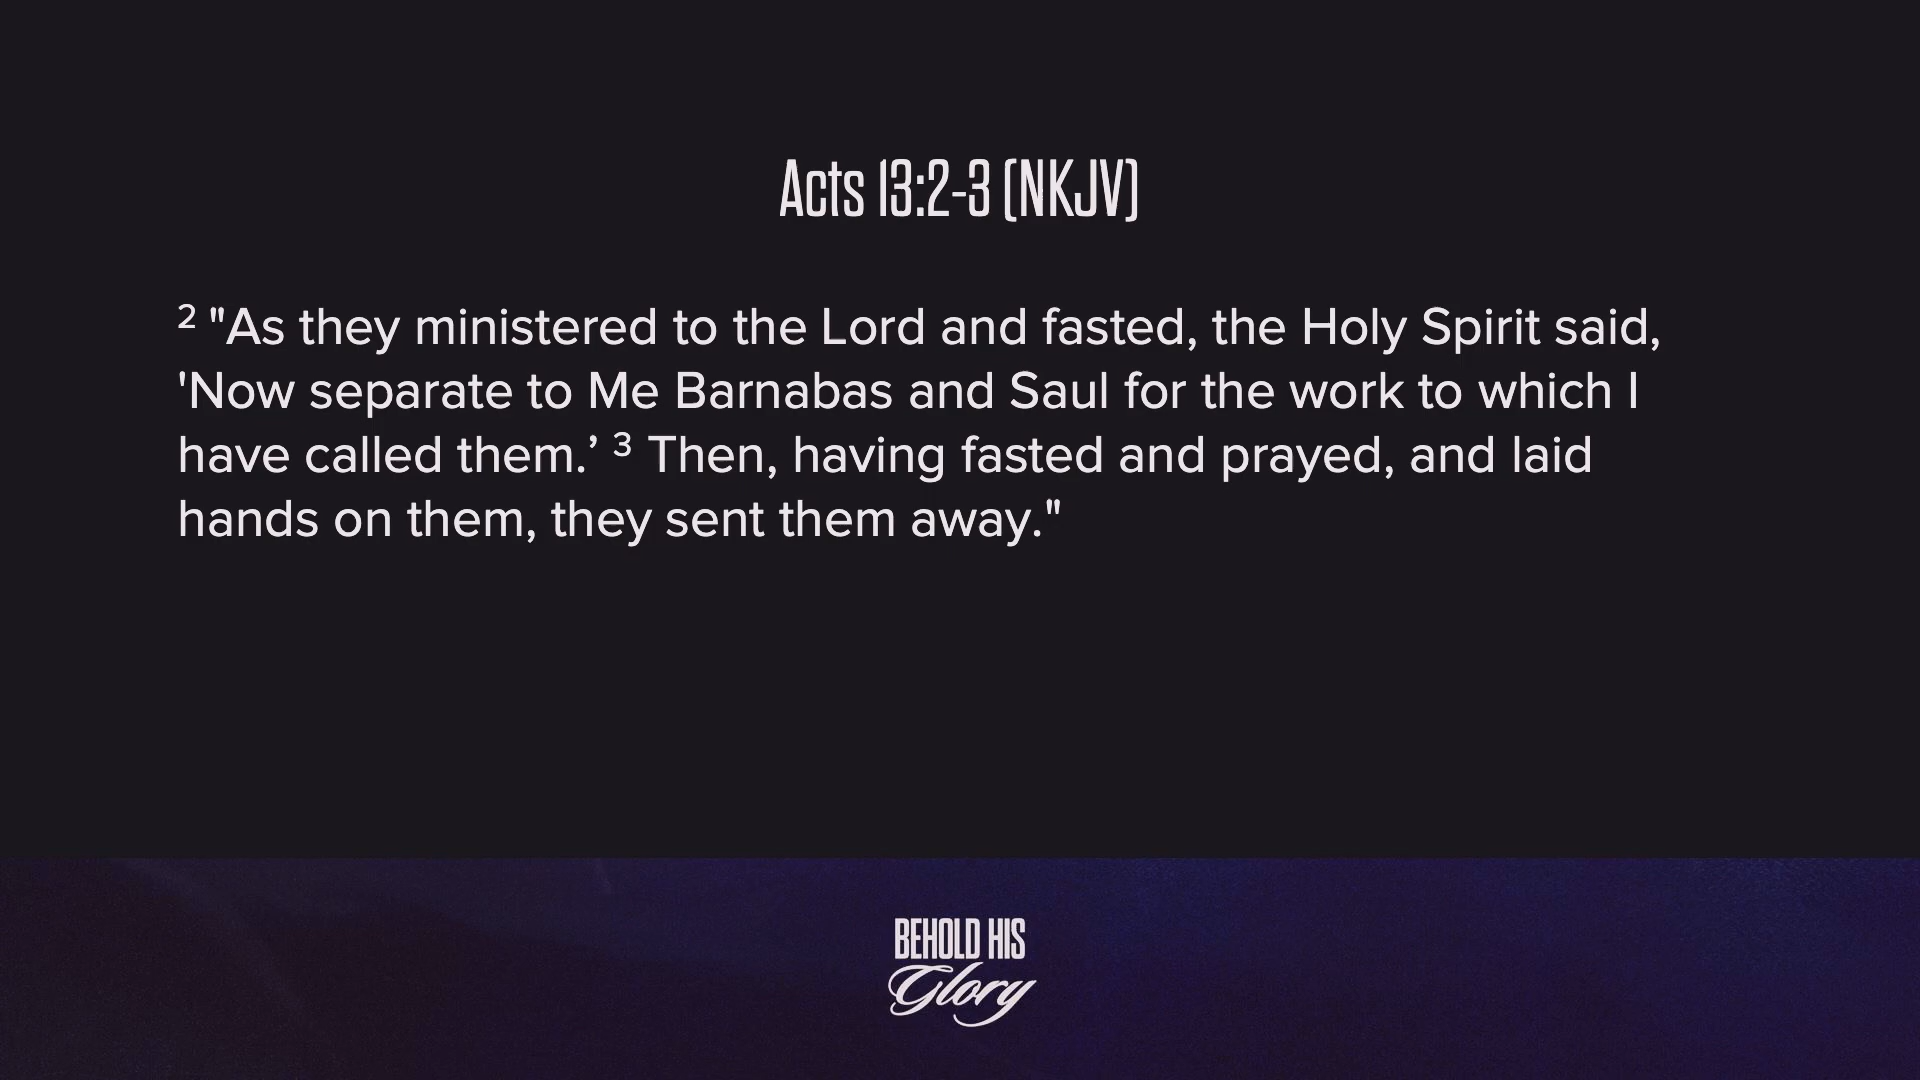 Acts 13:2-3 (NKJV)
² "As they ministered to the Lord and fasted, the Holy Spirit said,
'Now separate to Me Barnabas and Saul for the work to which I
have called them.’ ³ Then, having fasted and prayed, and laid
hands on them, they sent them away."
BEHOLD HIS
Glory